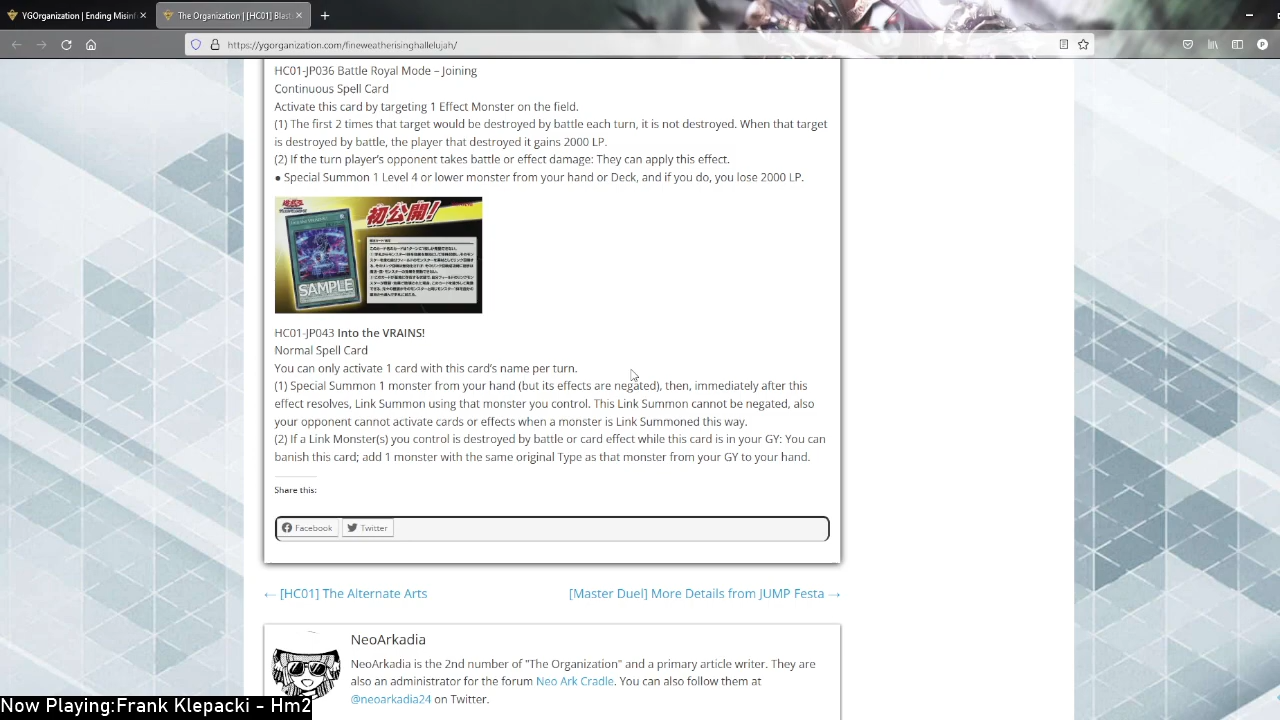 YGOrganization | Ending Misinf
The Organization | [HC01] Blast
https://ygorganization.com/fineweatherisinghallelujah/
HC01-JP036 Battle Royal Mode – Joining
Continuous Spell Card
Activate this card by targeting 1 Effect Monster on the field.
(1) The first 2 times that target would be destroyed by battle each turn, it is not destroyed. When that target
is destroyed by battle, the player that destroyed it gains 2000 LP.
(2) If the turn player's opponent takes battle or effect damage: They can apply this effect.
● Special Summon 1 Level 4 or lower monster from your hand or Deck, and if you do, you lose 2000 LP.
初公開!
SAMPLE
HC01-JP043 Into the VRAINS!
Normal Spell Card
You can only activate 1 card with this card's name per turn.
(1) Special Summon 1 monster from your hand (but its effects are negated), then, immediately after this
effect resolves, Link Summon using that monster you control. This Link Summon cannot be negated, also
your opponent cannot activate cards or effects when a monster is Link Summoned this way.
(2) If a Link Monster(s) you control is destroyed by battle or card effect while this card is in your GY: You can
banish this card; add 1 monster with the same original Type as that monster from your GY to your hand.
Share this:
Facebook
Twitter
← [HC01] The Alternate Arts
[Master Duel] More Details from JUMP Festa →
NeoArkadia
NeoArkadia is the 2nd number of "The Organization" and a primary article writer. They are
also an administrator for the forum Neo Ark Cradle. You can also follow them at
@neoarkadia24 on Twitter.
Now Playing:Frank Klepacki - Hm2